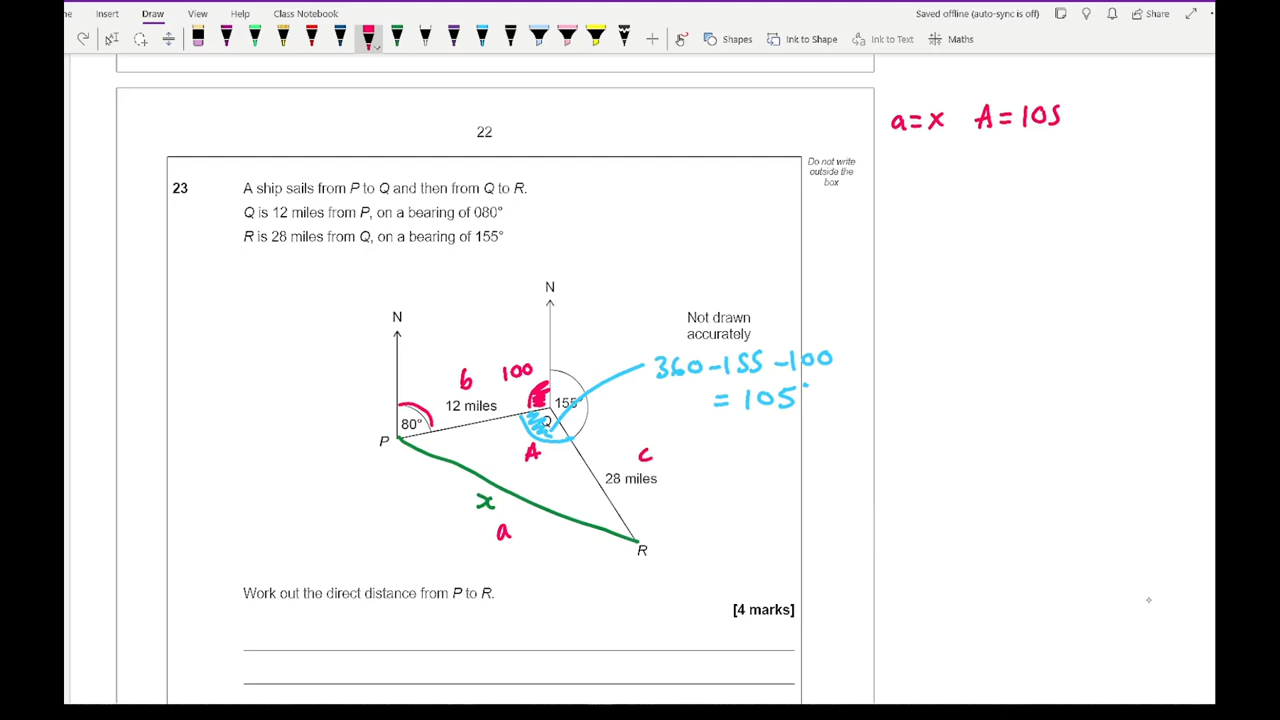 me Insert Draw View Help Class Notebook Saved offline (auto-sync is off) Share
Shapes Ink to Shape Ink to Text Maths
a=x A=105
22
Do not write
outside the
box
23 A ship sails from P to Q and then from Q to R.
Q is 12 miles from P, on a bearing of 080°
R is 28 miles from Q, on a bearing of 155°
N
N
Not drawn
accurately
360-155-100
= 105°
b 100
12 miles
155°
80°
P
Q
A
c
28 miles
x
a
R
Work out the direct distance from P to R.
[4 marks]